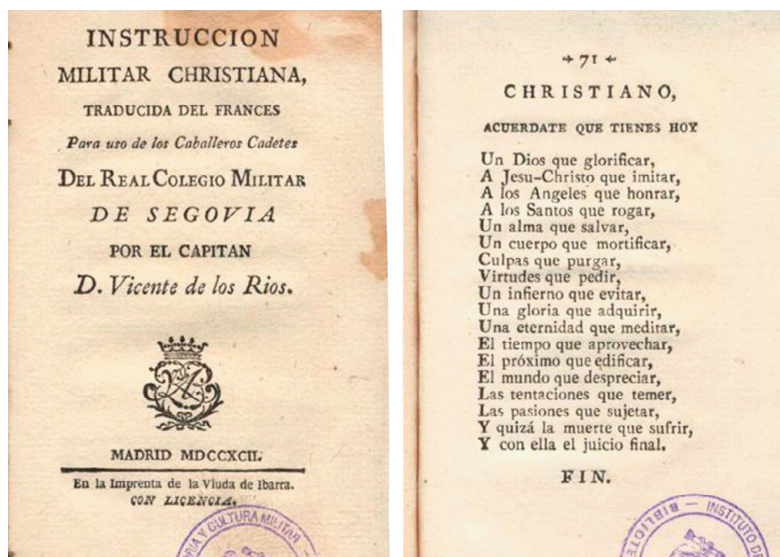 INSTRUCCION
MILITAR CHRISTIANA,
TRADUCIDA DEL FRANCES
Para uso de los Caballeros Cadetes
DEL REAL COLEGIO MILITAR
DE SEGOVIA
POR EL CAPITAN
D. Vicente de los Rios.
MADRID MDCCXCII.
En la Imprenta de la Viuda de Ibarra.
CON LICENCIA.
Y CULTURA MILITAR
71
CHRISTIANO,
ACUERDATE QUE TIENES HOY
Un Dios que glorificar,
A Jesu-Christo que imitar,
A los Angeles que honrar,
A los Santos que rogar,
Un alma que salvar,
Un cuerpo que mortificar,
Culpas que purgar,
Virtudes que pedir,
Un infierno que evitar,
Una gloria que adquirir,
Una eternidad que meditar,
El tiempo que aprovechar,
El próximo que edificar,
El mundo que despreciar,
Las tentaciones que temer,
Las pasiones que sujetar,
Y quizá la muerte que sufrir,
Y con ella el juicio final.
FIN.
INSTITUTO DE